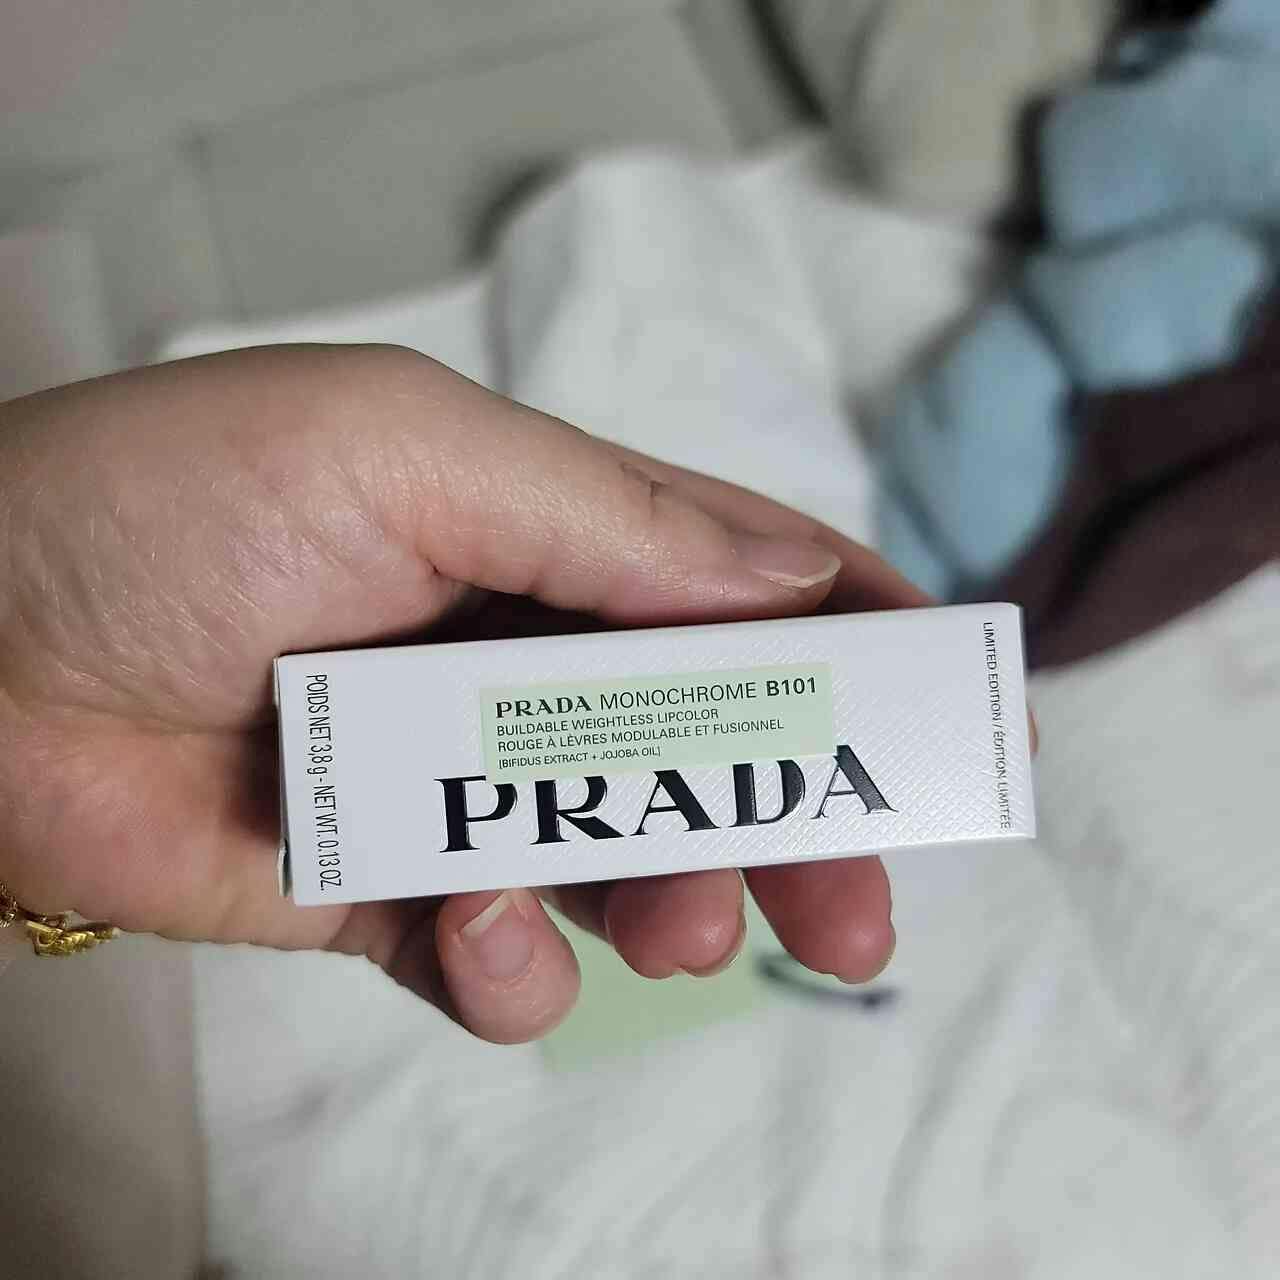 POIDS NET 3,8 g - NET WT. 0.13 OZ.
PRADA MONOCHROME B101
BUILDABLE WEIGHTLESS LIPCOLOR
ROUGE À LÈVRES MODULABLE ET FUSIONNEL
[BIFIDUS EXTRACT + JOJOBA OIL]
PRADA
LIMITED EDITION / ÉDITION LIMITÉE